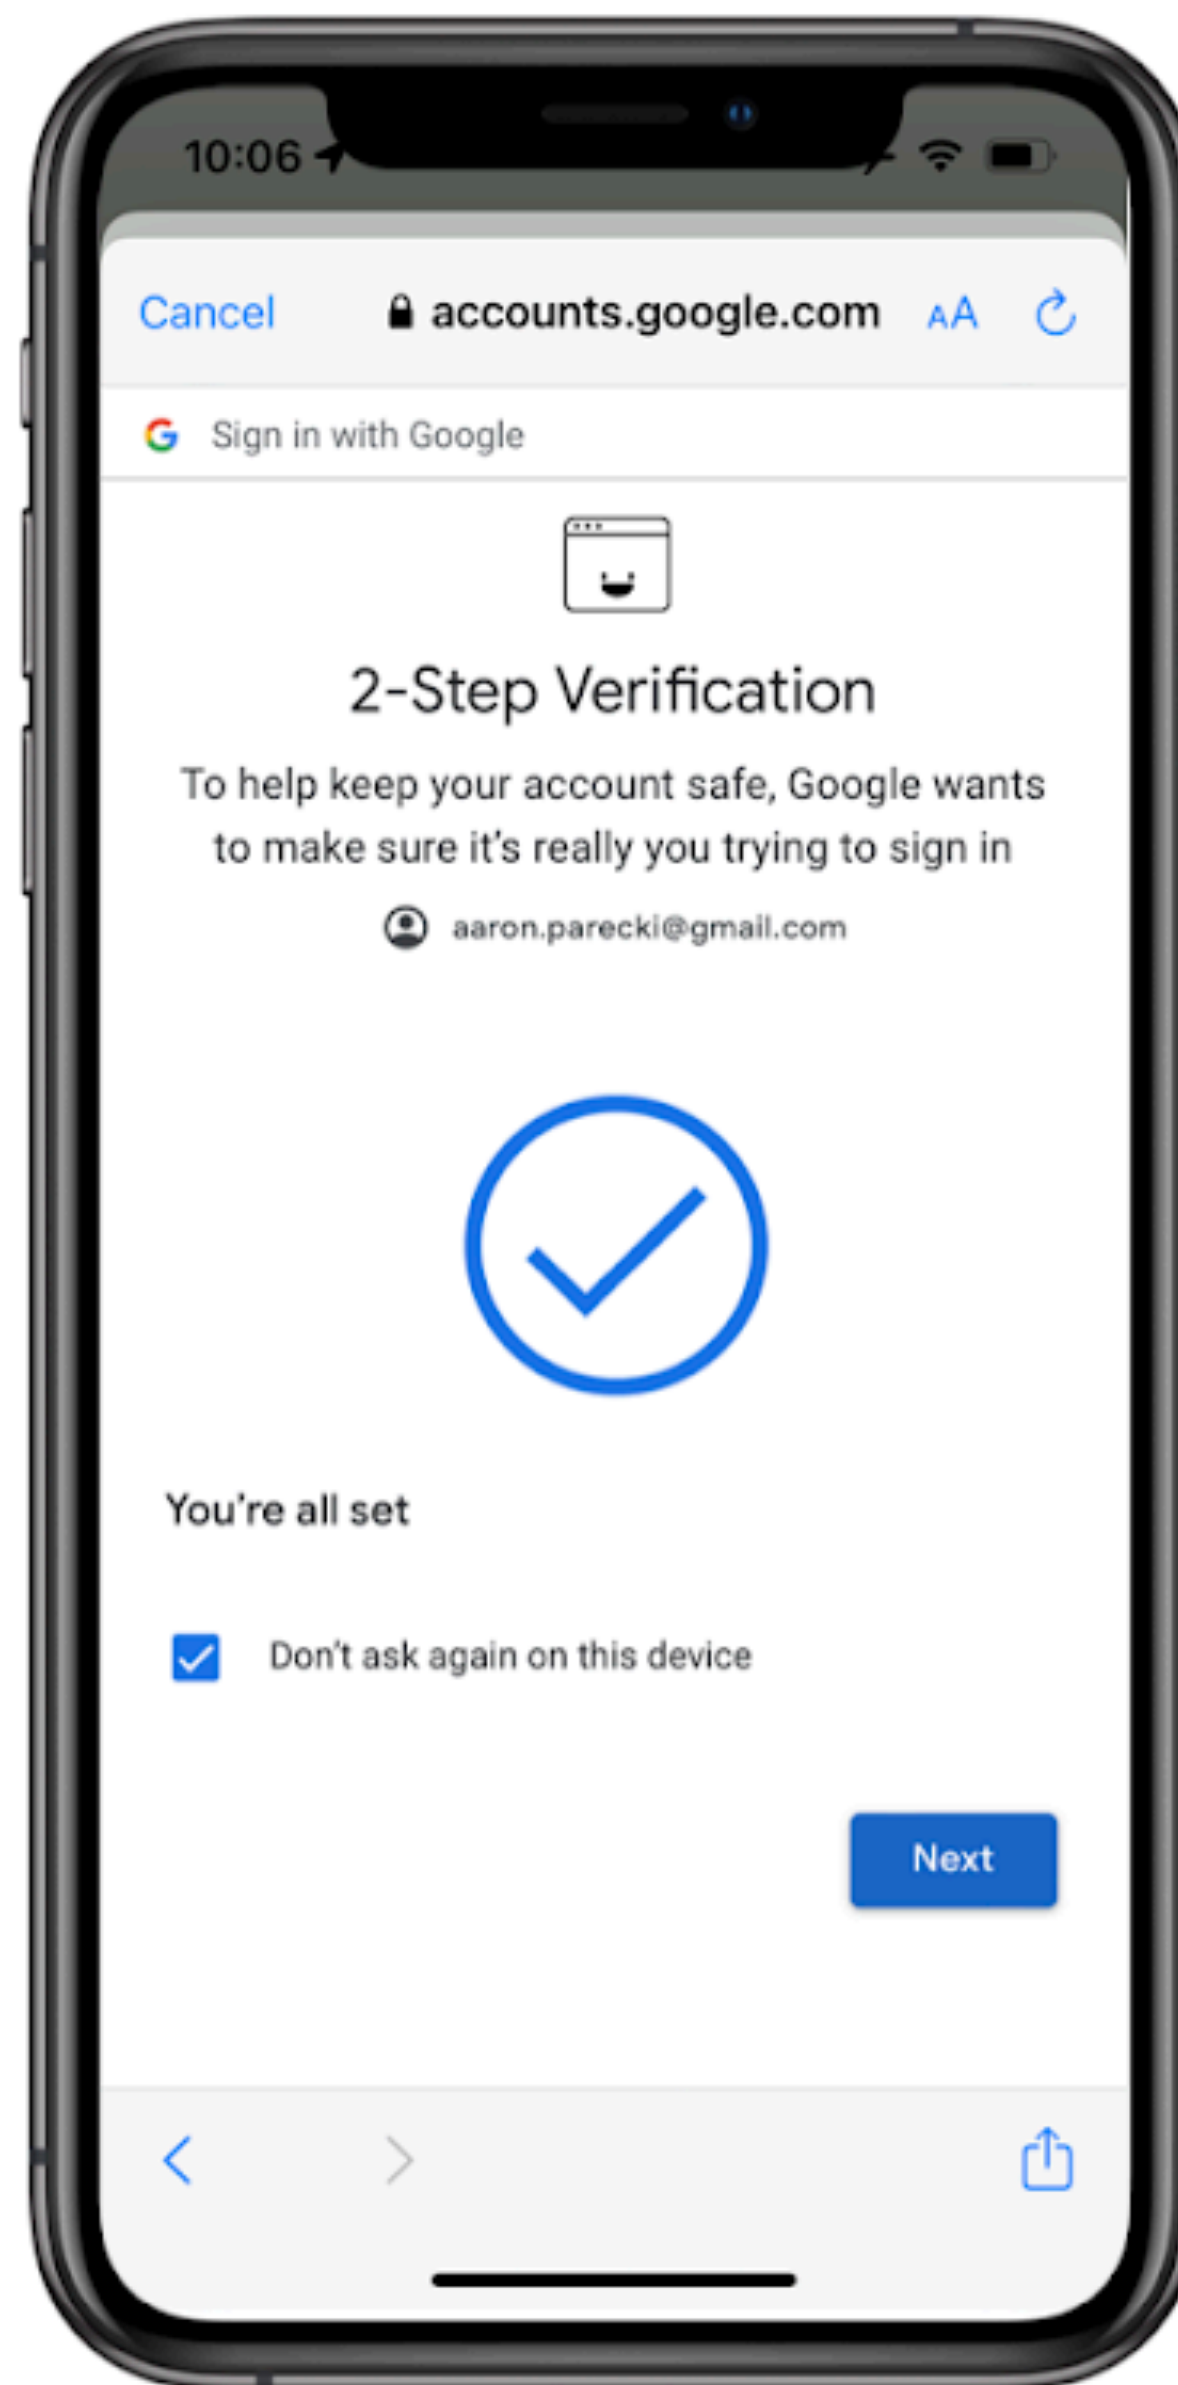 10:06
Cancel accounts.google.com AA
Sign in with Google
2-Step Verification
To help keep your account safe, Google wants
to make sure it's really you trying to sign in
aaron.parecki@gmail.com
You're all set
Don't ask again on this device
Next